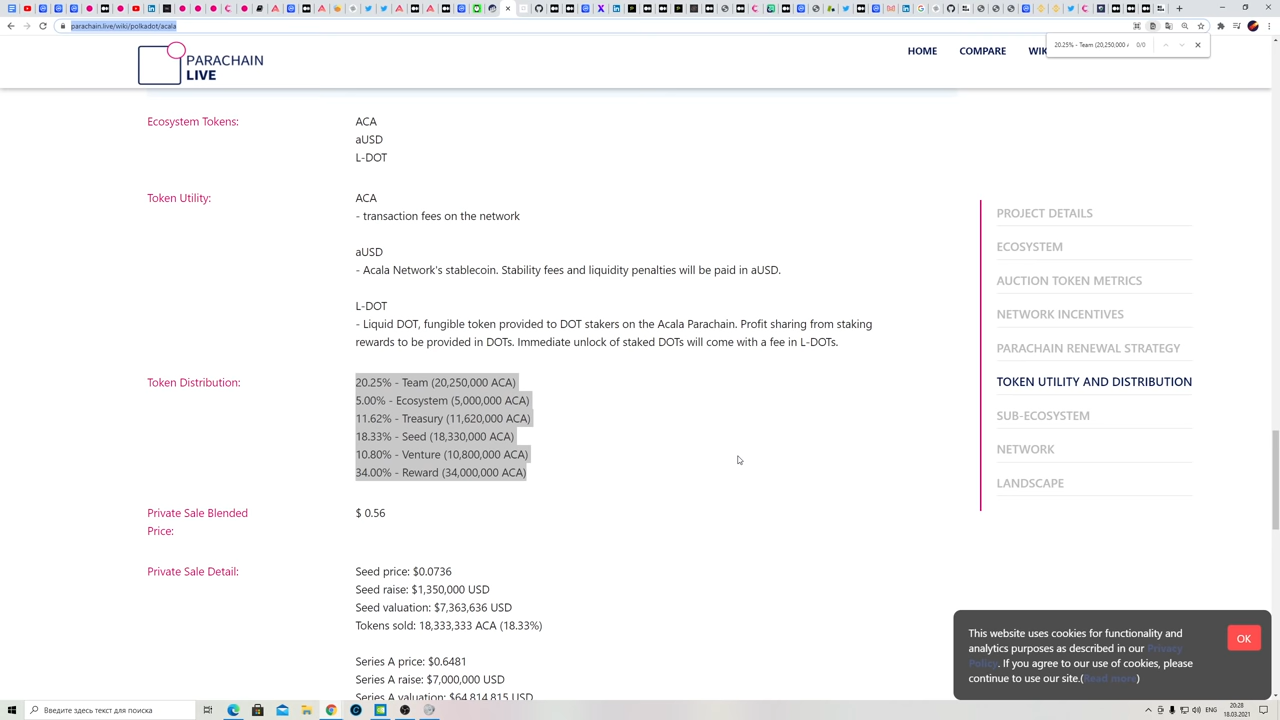 parachain.live/wiki/polkadot/acala
20.25% - Team (20,250,000
0/0
PARACHAIN
LIVE
HOME
COMPARE
Ecosystem Tokens:
ACA
aUSD
L-DOT
Token Utility:
ACA
- transaction fees on the network
aUSD
- Acala Network's stablecoin. Stability fees and liquidity penalties will be paid in aUSD.
L-DOT
- Liquid DOT, fungible token provided to DOT stakers on the Acala Parachain. Profit sharing from staking
rewards to be provided in DOTs. Immediate unlock of staked DOTs will come with a fee in L-DOTs.
Token Distribution:
20.25% - Team (20,250,000 ACA)
5.00% - Ecosystem (5,000,000 ACA)
11.62% - Treasury (11,620,000 ACA)
18.33% - Seed (18,330,000 ACA)
10.80% - Venture (10,800,000 ACA)
34.00% - Reward (34,000,000 ACA)
Private Sale Blended
Price:
$ 0.56
Private Sale Detail:
Seed price: $0.0736
Seed raise: $1,350,000 USD
Seed valuation: $7,363,636 USD
Tokens sold: 18,333,333 ACA (18.33%)
Series A price: $0.6481
Series A raise: $7,000,000 USD
Series A valuation: $64,814,815 USD
PROJECT DETAILS
ECOSYSTEM
AUCTION TOKEN METRICS
NETWORK INCENTIVES
PARACHAIN RENEWAL STRATEGY
TOKEN UTILITY AND DISTRIBUTION
SUB-ECOSYSTEM
NETWORK
LANDSCAPE
This website uses cookies for functionality and
analytics purposes as described in our Privacy
Policy. If you agree to our use of cookies, please
continue to use our site.(Read more)
OK
Введите здесь текст для поиска
ENG
20:28
18.03.2021